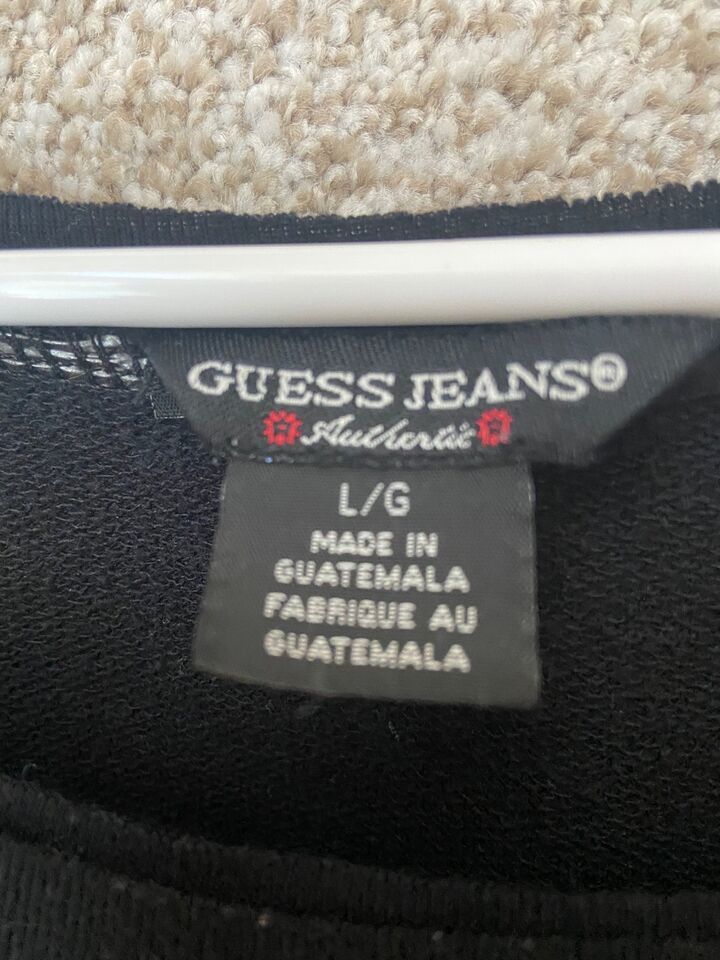 GUESS JEANS®
Authentic
L/G
MADE IN
GUATEMALA
FABRIQUE AU
GUATEMALA